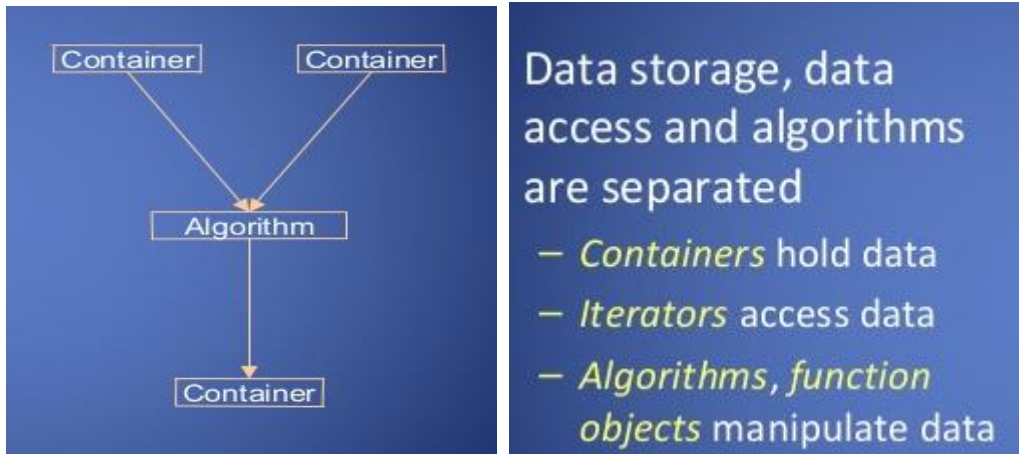 Container Container
Algorithm
Container
Data storage, data
access and algorithms
are separated
– Containers hold data
– Iterators access data
– Algorithms, function
objects manipulate data